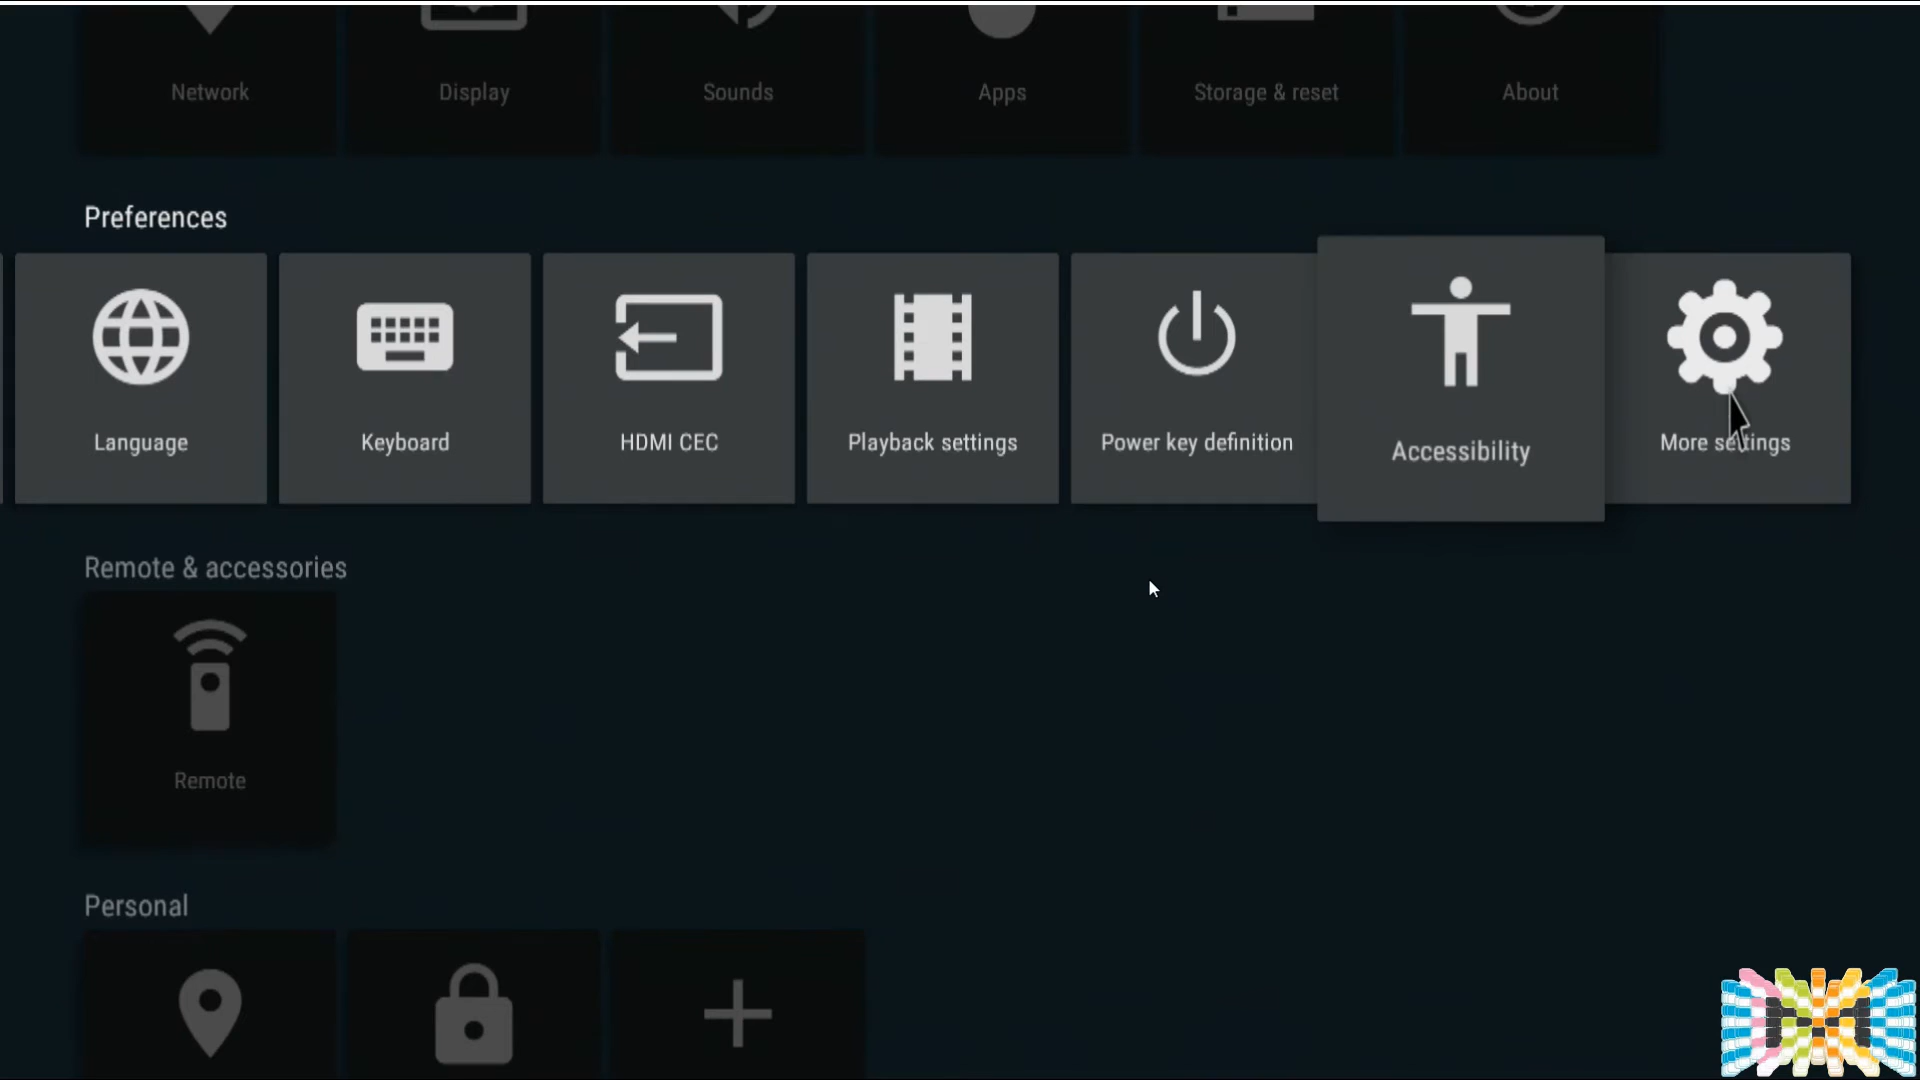 Network
Display
Sounds
Apps
Storage & reset
About
Preferences
Language
Keyboard
HDMI CEC
Playback settings
Power key definition
Accessibility
More settings
Remote & accessories
Remote
Personal